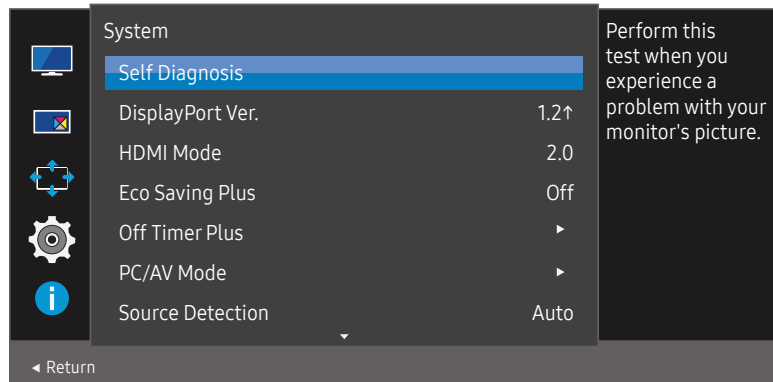 System
Self Diagnosis
DisplayPort Ver. 1.2↑
HDMI Mode 2.0
Eco Saving Plus Off
Off Timer Plus ▸
PC/AV Mode ▸
Source Detection Auto
Perform this
test when you
experience a
problem with your
monitor's picture.
◂ Return